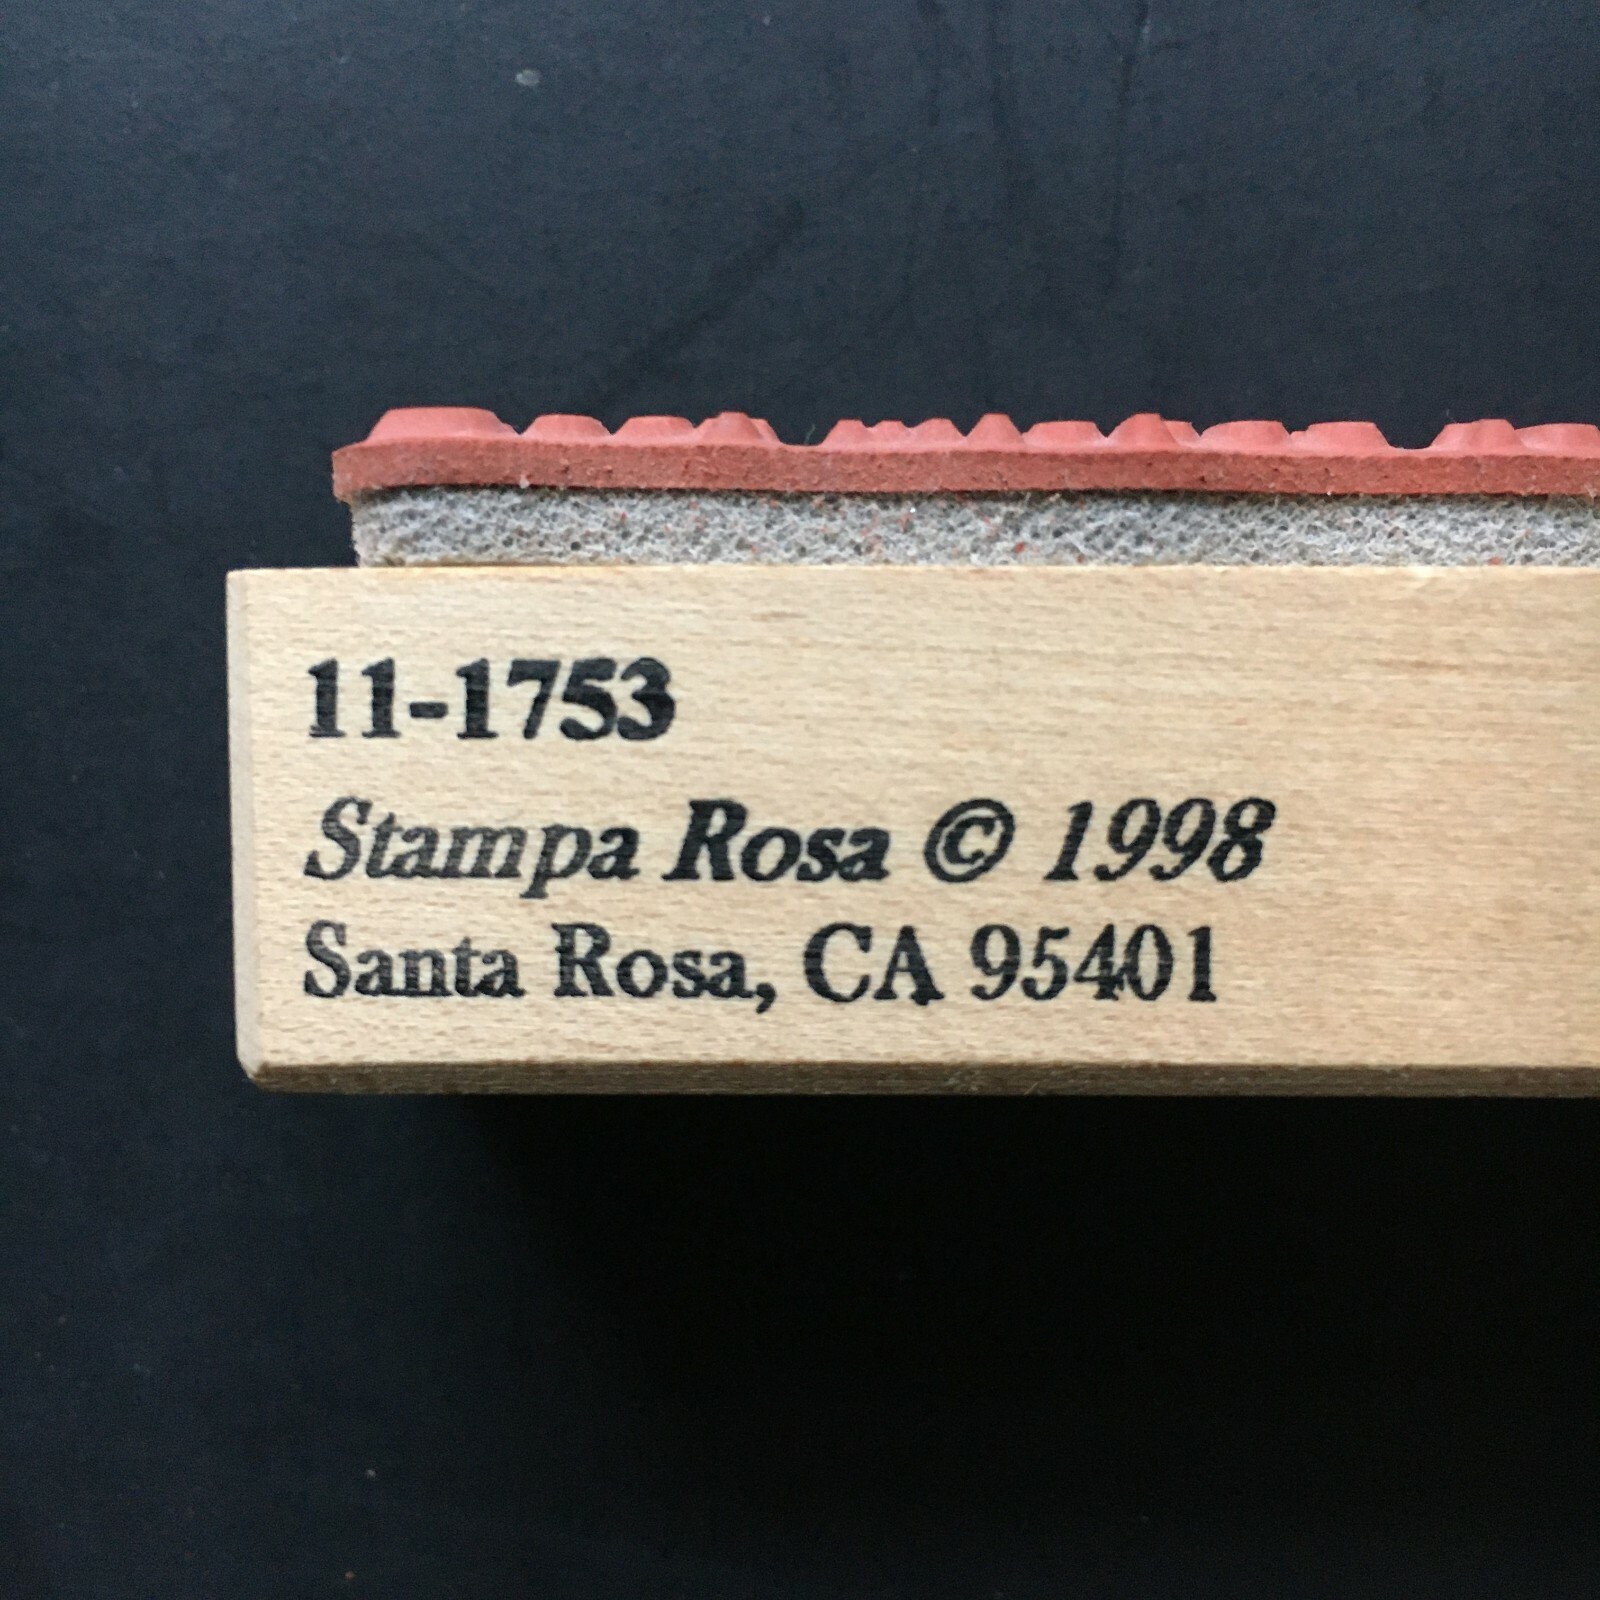 11-1753
Stampa Rosa © 1998
Santa Rosa, CA 95401